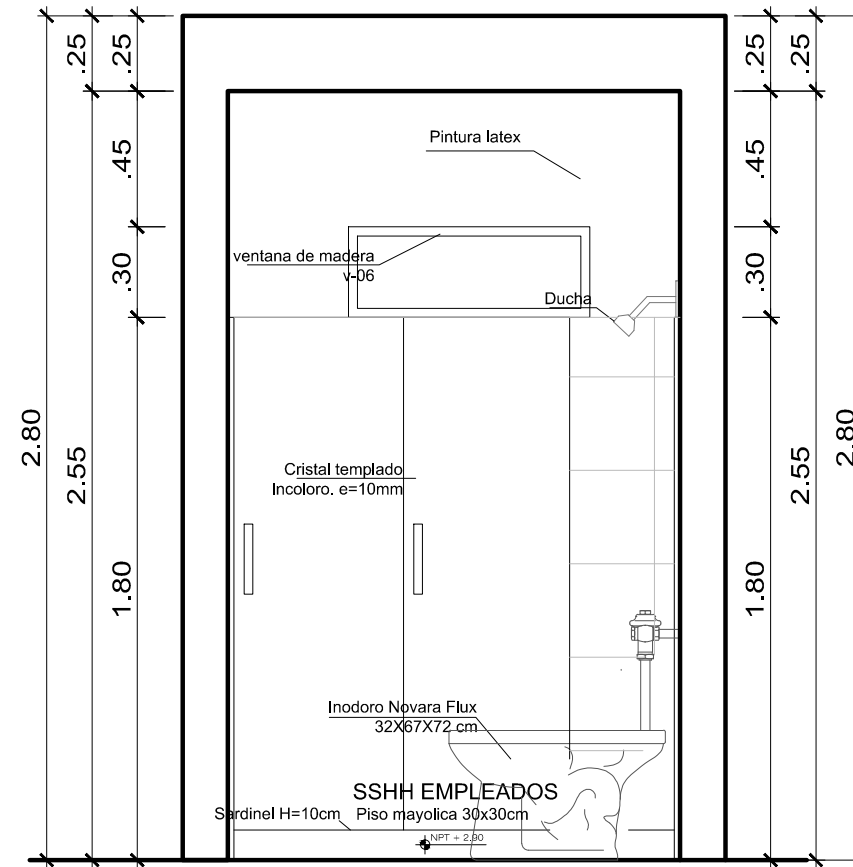 .25
.25
.25
.25
.45
.45
Pintura latex
ventana de madera
v-06
.30
.30
Ducha
2.80
2.55
2.55
2.80
Cristal templado
Incoloro. e=10mm
1.80
1.80
Inodoro Novara Flux
32X67X72 cm
SSHH EMPLEADOS
Sardinel H=10cm
Piso mayolica 30x30cm
NPT + 2.90